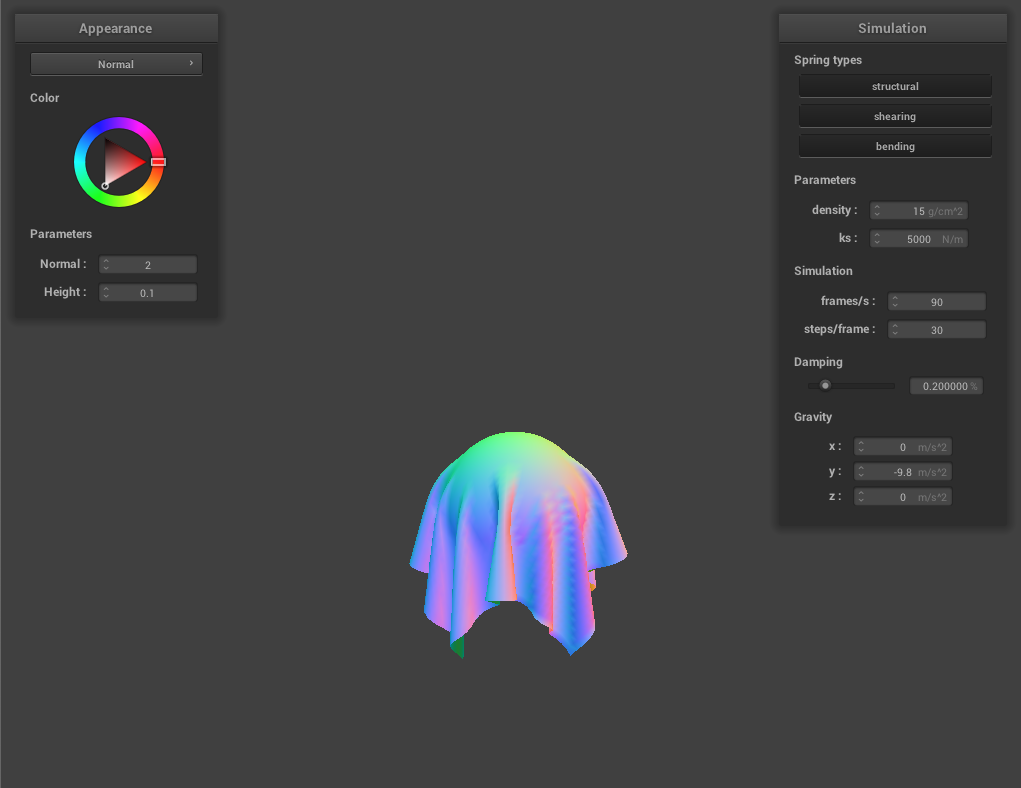 Appearance
Normal
Color
Parameters
Normal : 2
Height : 0.1
Simulation
Spring types
structural
shearing
bending
Parameters
density : 15 g/cm^2
ks : 5000 N/m
Simulation
frames/s : 90
steps/frame : 30
Damping
0.200000 %
Gravity
x : 0 m/s^2
y : -9.8 m/s^2
z : 0 m/s^2